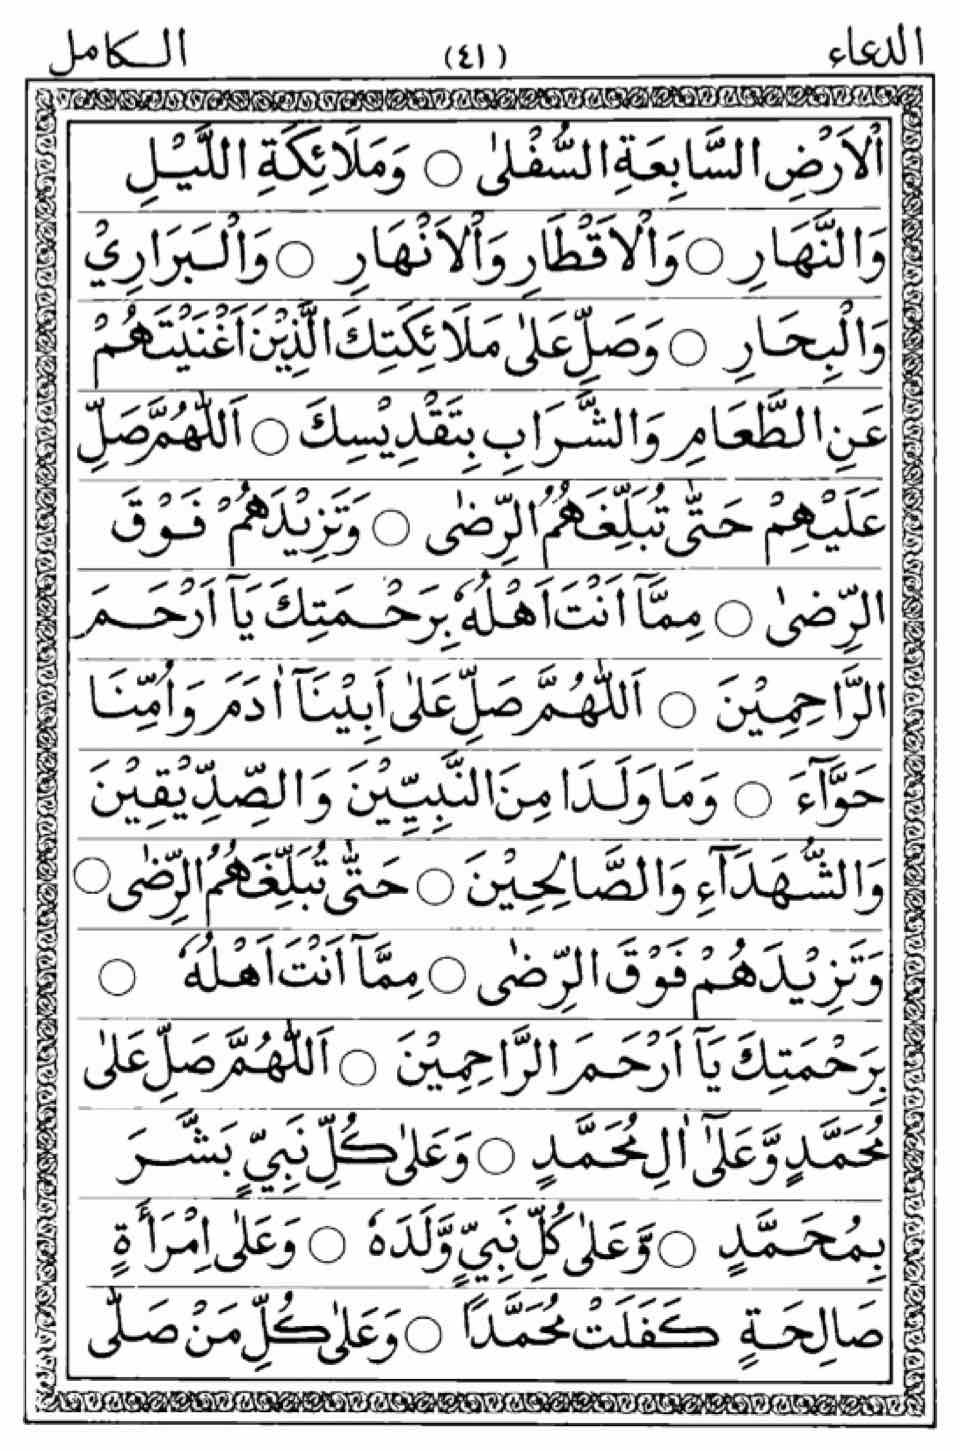 الدعاء (٤١) الكامل
اَلْاَرْضِ السَّابِعَةِ السُّفْلٰى ○ وَمَلَائِكَةِ اللَّيْلِ
وَالنَّهَارِ ○ وَالْاَقْطَارِ وَالْاَنْهَارِ ○ وَالْبَرَارِيْ
وَالْبِحَارِ ○ وَصَلِّ عَلٰى مَلَائِكَتِكَ الَّذِيْنَ اَغْنَيْتَهُمْ
عَنِ الطَّعَامِ وَالشَّرَابِ بِتَقْدِيْسِكَ ○ اَللّٰهُمَّ صَلِّ
عَلَيْهِمْ حَتّٰى تُبَلِّغَهُمُ الرِّضٰى ○ وَتَزِيْدَهُمْ فَوْقَ
الرِّضٰى ○ مِمَّآ اَنْتَ اَهْلُهٗ بِرَحْمَتِكَ يَآ اَرْحَمَ
الرَّاحِمِيْنَ ○ اَللّٰهُمَّ صَلِّ عَلٰى اَبِيْنَآ اٰدَمَ وَاُمِّنَا
حَوَّآءَ ○ وَمَا وَلَدَا مِنَ النَّبِيِّيْنَ وَالصِّدِّيْقِيْنَ
وَالشُّهَدَآءِ وَالصَّالِحِيْنَ ○ حَتّٰى تُبَلِّغَهُمُ الرِّضٰى ○
وَتَزِيْدَهُمْ فَوْقَ الرِّضٰى ○ مِمَّآ اَنْتَ اَهْلُهٗ ○
بِرَحْمَتِكَ يَآ اَرْحَمَ الرَّاحِمِيْنَ ○ اَللّٰهُمَّ صَلِّ عَلٰى
مُحَمَّدٍ وَّعَلٰٓى اٰلِ مُحَمَّدٍ ○ وَعَلٰى كُلِّ نَبِيٍّ بَشَّرَ
بِمُحَمَّدٍ ○ وَّعَلٰى كُلِّ نَبِيٍّ وَّلَدَهٗ ○ وَعَلٰى اِمْرَأَةٍ
صَالِحَةٍ كَفَلَتْ مُحَمَّدًا ○ وَعَلٰى كُلِّ مَنْ صَلّٰى